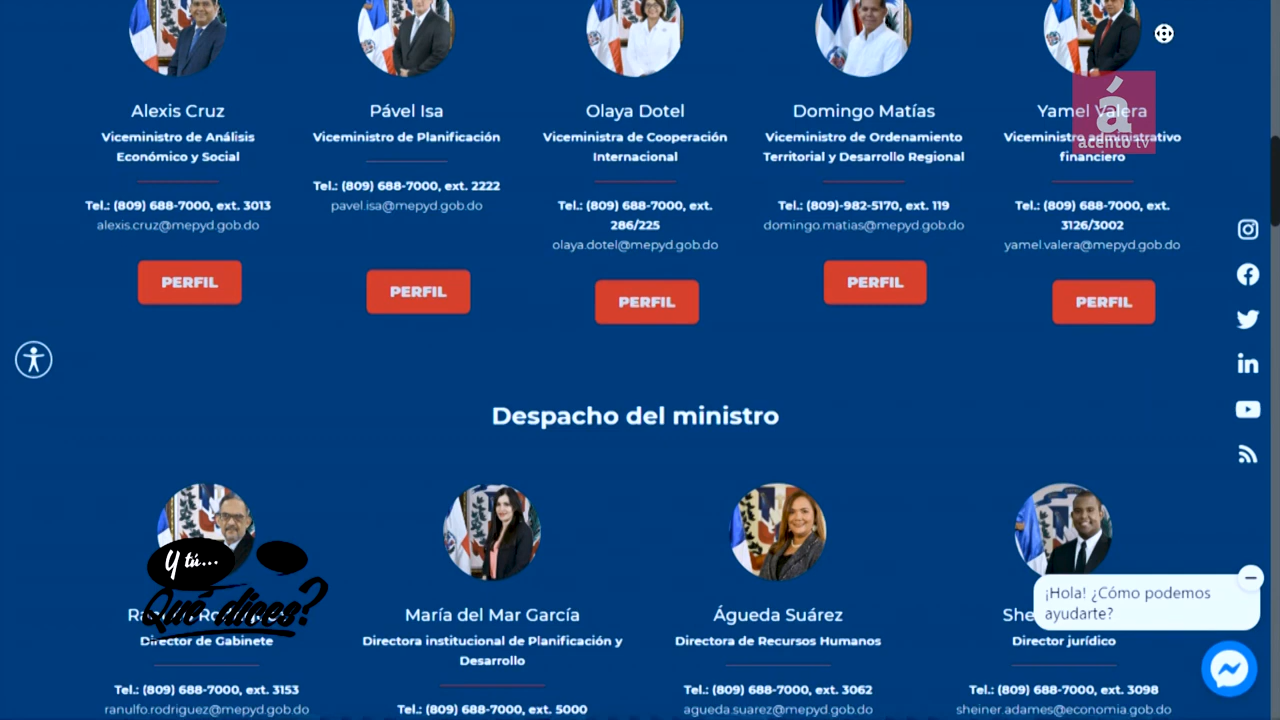 Alexis Cruz
Viceministro de Análisis
Económico y Social
Tel.: (809) 688-7000, ext. 3013
alexis.cruz@mepyd.gob.do
PERFIL
Pável Isa
Viceministro de Planificación
Tel.: (809) 688-7000, ext. 2222
pavel.isa@mepyd.gob.do
PERFIL
Olaya Dotel
Viceministra de Cooperación
Internacional
Tel.: (809) 688-7000, ext.
286/225
olaya.dotel@mepyd.gob.do
PERFIL
Domingo Matías
Viceministro de Ordenamiento
Territorial y Desarrollo Regional
Tel.: (809)-982-5170, ext. 119
domingo.matias@mepyd.gob.do
PERFIL
Yamel Valera
Viceministro administrativo
financiero
Tel.: (809) 688-7000, ext.
3126/3002
yamel.valera@mepyd.gob.do
PERFIL
á
acento tv
Despacho del ministro
Y tú...
Qué dices?
Director de Gabinete
Tel.: (809) 688-7000, ext. 3153
ranulfo.rodriguez@mepyd.gob.do
María del Mar García
Directora institucional de Planificación y
Desarrollo
Tel.: (809) 688-7000, ext. 5000
Águeda Suárez
Directora de Recursos Humanos
Tel.: (809) 688-7000, ext. 3062
agueda.suarez@mepyd.gob.do
Director jurídico
Tel.: (809) 688-7000, ext. 3098
sheiner.adames@economia.gob.do
¡Hola! ¿Cómo podemos
ayudarte?